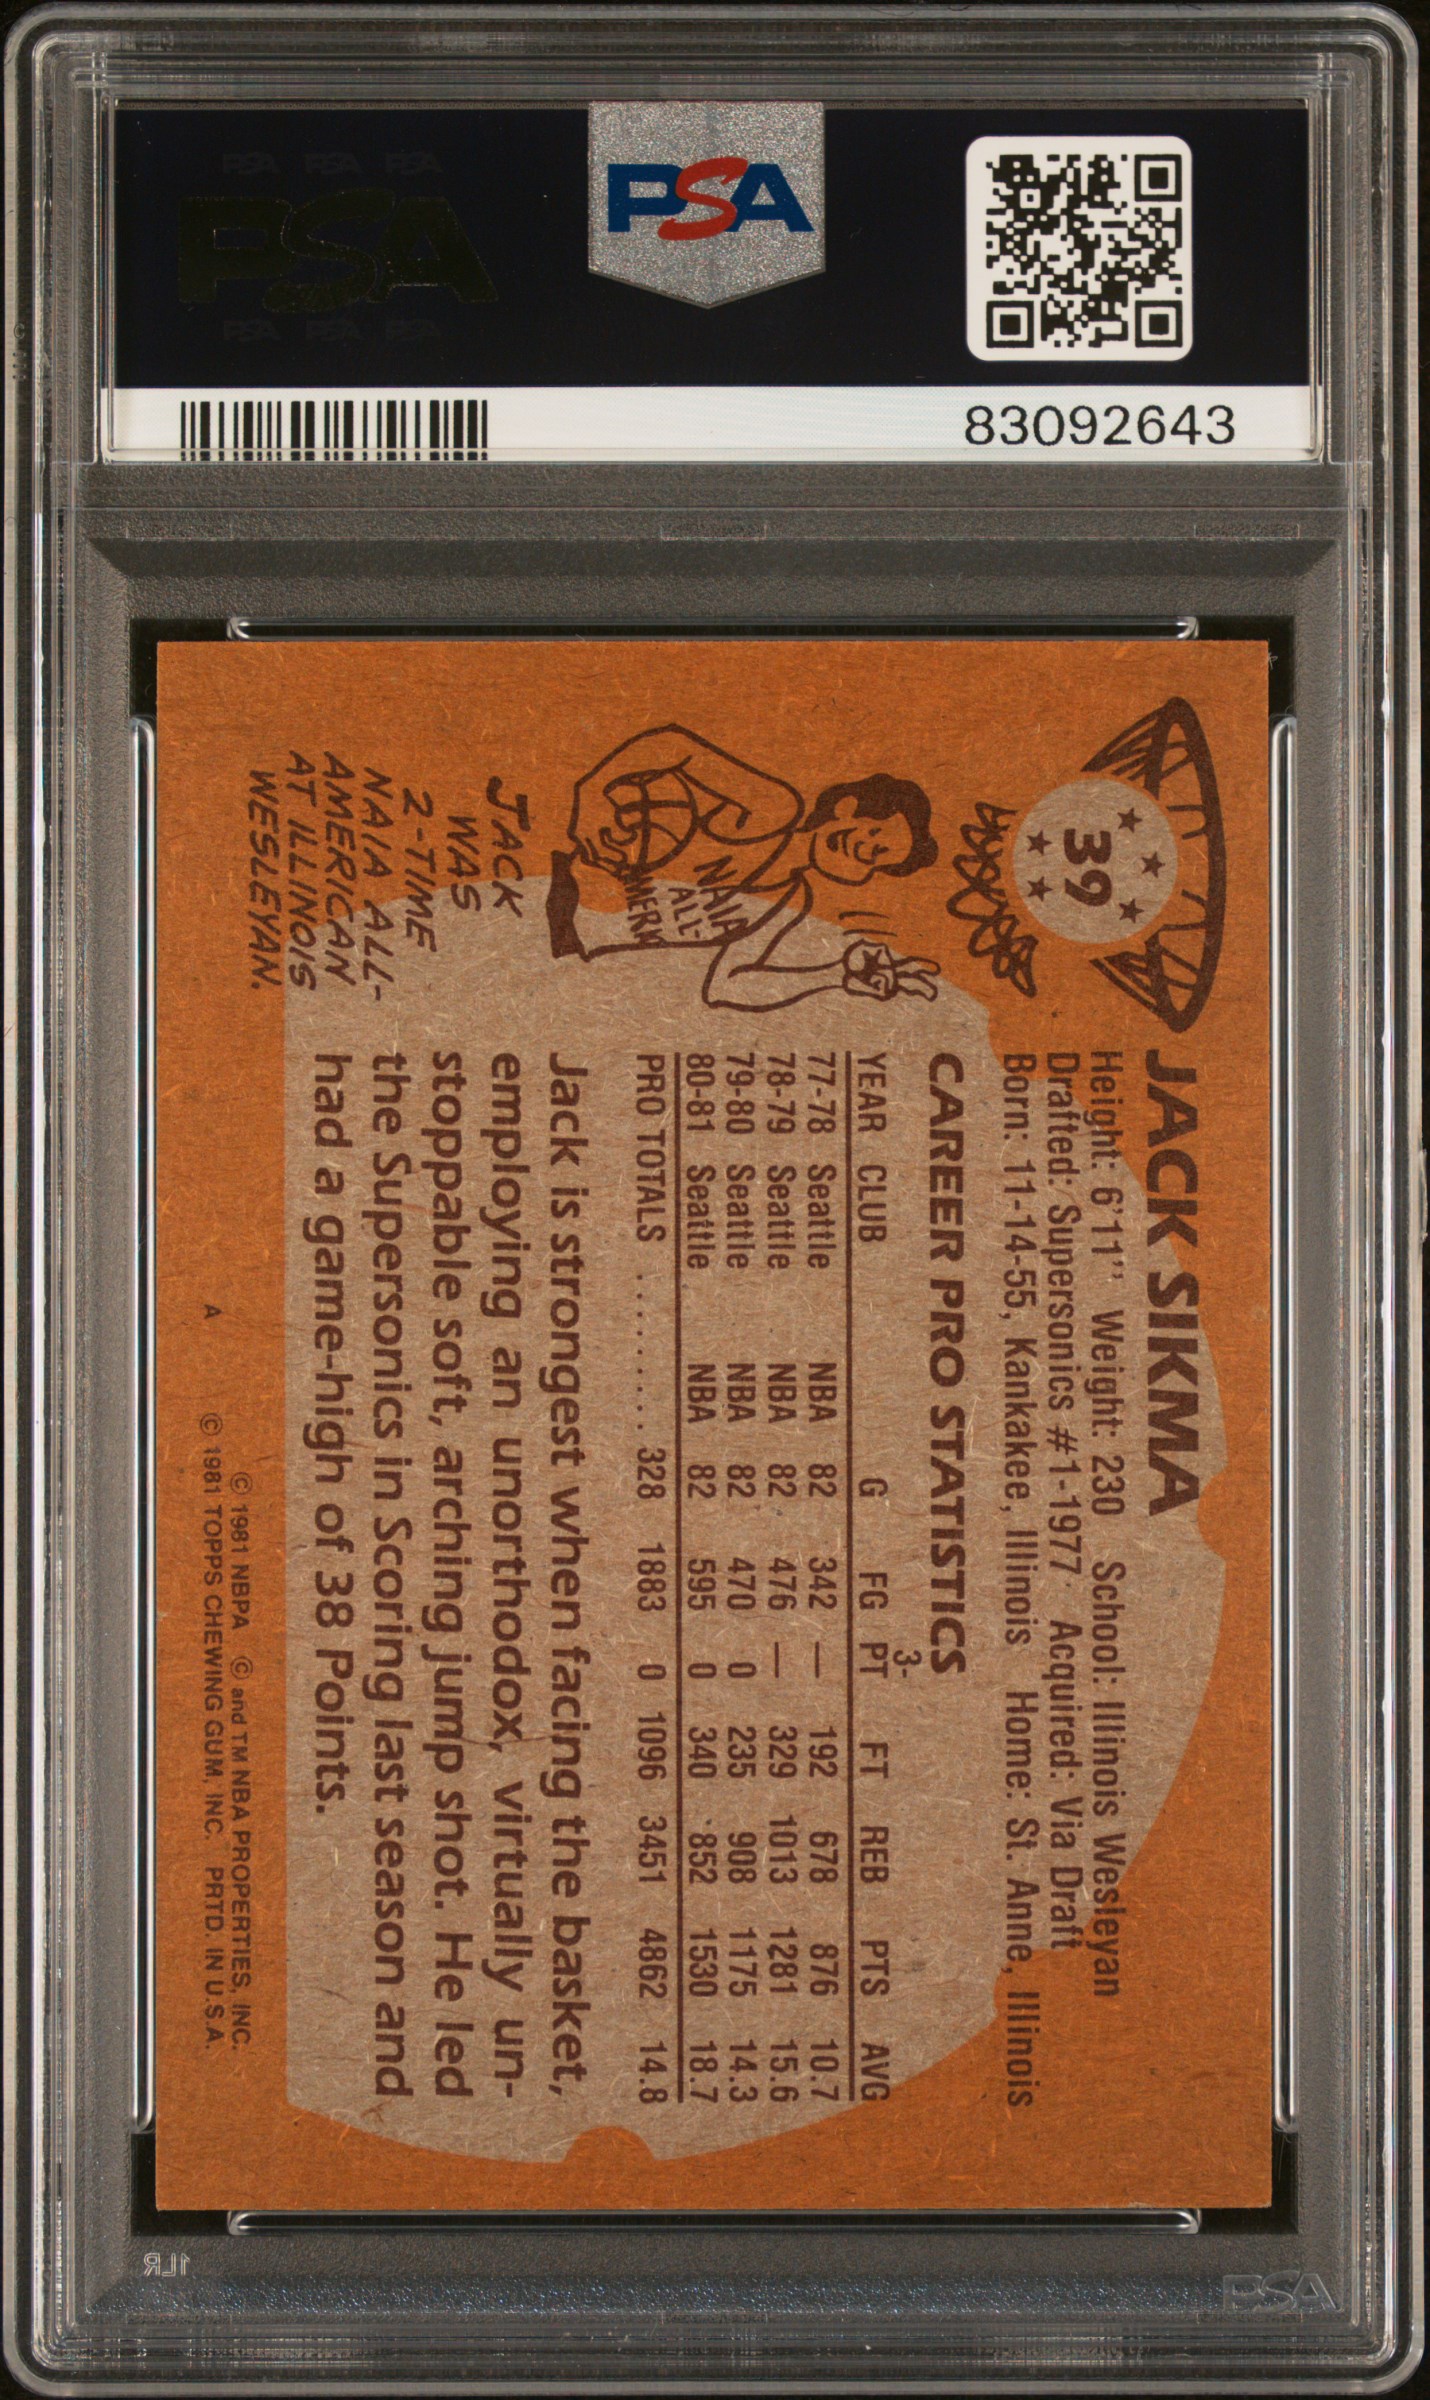 PSA PSA PSA
PSA
PSA PSA PSA
PSA
83092643
39
JACK SIKMA
Height: 6'11'' Weight: 230 School: Illinois Wesleyan
Drafted: Supersonics #1-1977 Acquired: Via Draft
Born: 11-14-55, Kankakee, Illinois Home: St. Anne, Illinois
CAREER PRO STATISTICS
YEAR CLUB G FG 3-PT FT REB PTS AVG
77-78 Seattle NBA 82 342 — 192 678 876 10.7
78-79 Seattle NBA 82 476 — 329 1013 1281 15.6
79-80 Seattle NBA 82 470 0 235 908 1175 14.3
80-81 Seattle NBA 82 595 0 340 852 1530 18.7
PRO TOTALS ......... 328 1883 0 1096 3451 4862 14.8
Jack is strongest when facing the basket,
employing an unorthodox, virtually un-
stoppable soft, arching jump shot. He led
the Supersonics in Scoring last season and
had a game-high of 38 Points.
NAIA
ALL-
AMERK
JACK
WAS
2-TIME
NAIA ALL-
AMERICAN
AT ILLINOIS
WESLEYAN.
© 1981 NBPA © and TM NBA PROPERTIES, INC.
A © 1981 TOPPS CHEWING GUM, INC. PRTD. IN U.S.A.
1LR
PSA